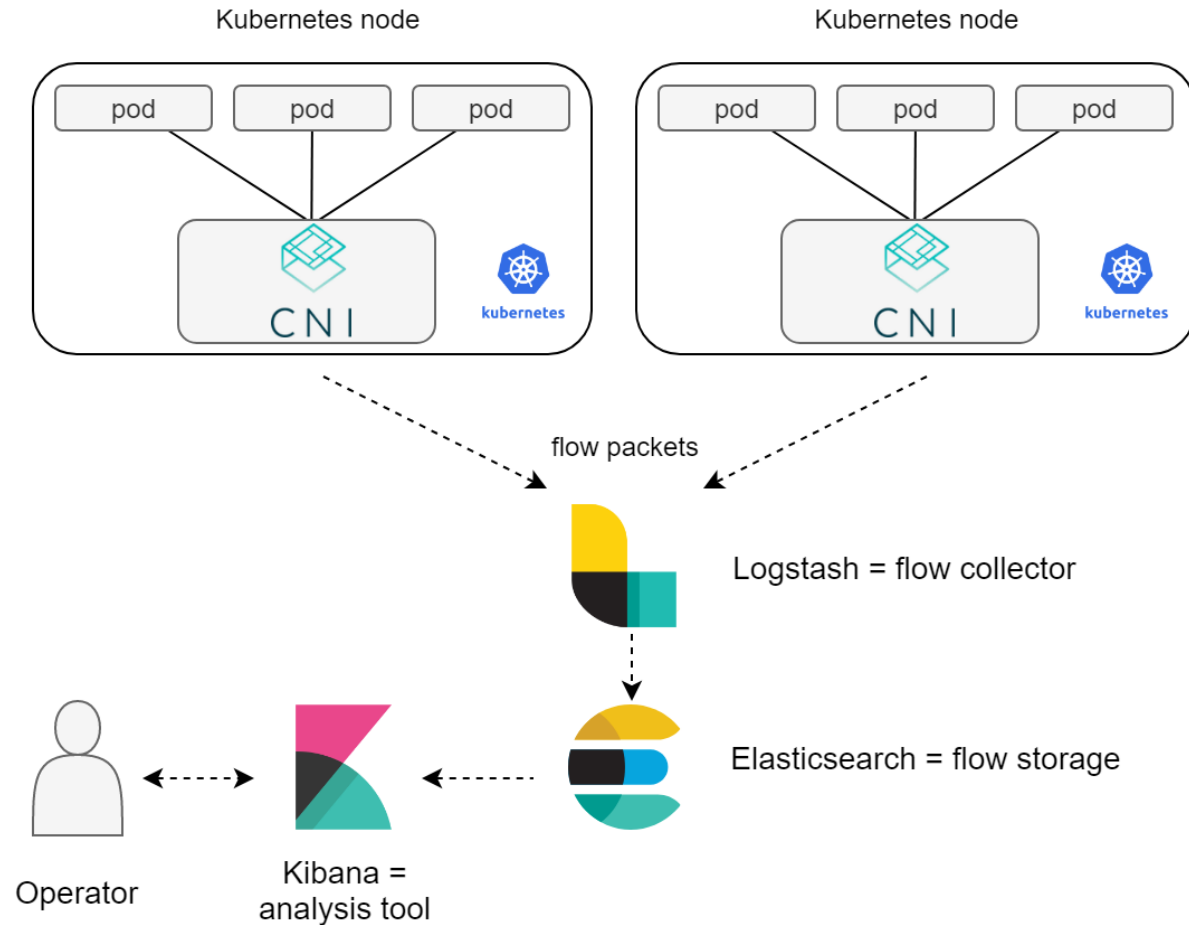 Kubernetes node
Kubernetes node
pod
pod
pod
pod
pod
pod
CNI
kubernetes
CNI
kubernetes
flow packets
Logstash = flow collector
Elasticsearch = flow storage
Operator
Kibana =
analysis tool